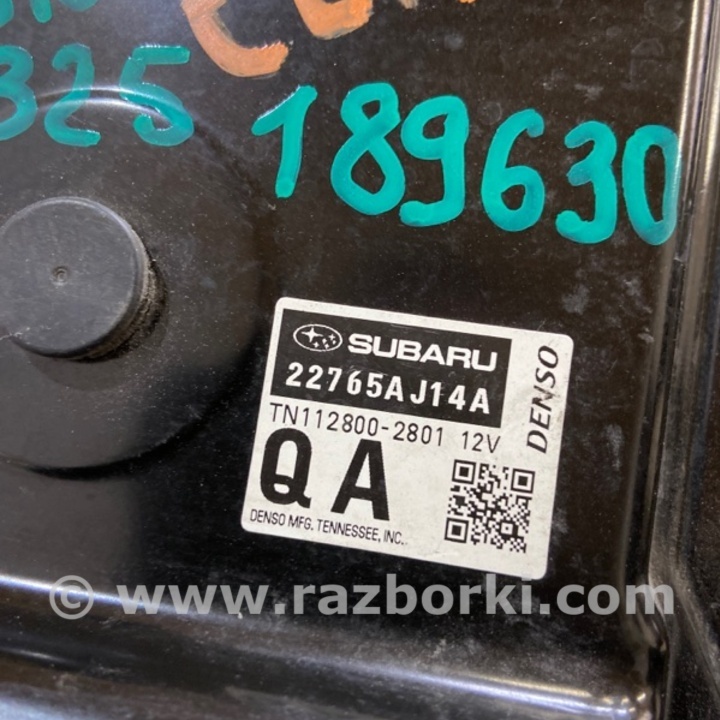 325 189630
SUBARU
22765AJ14A
TN112800-2801 12V
DENSO
QA
DENSO MFG. TENNESSEE, INC.
© www.razborki.com